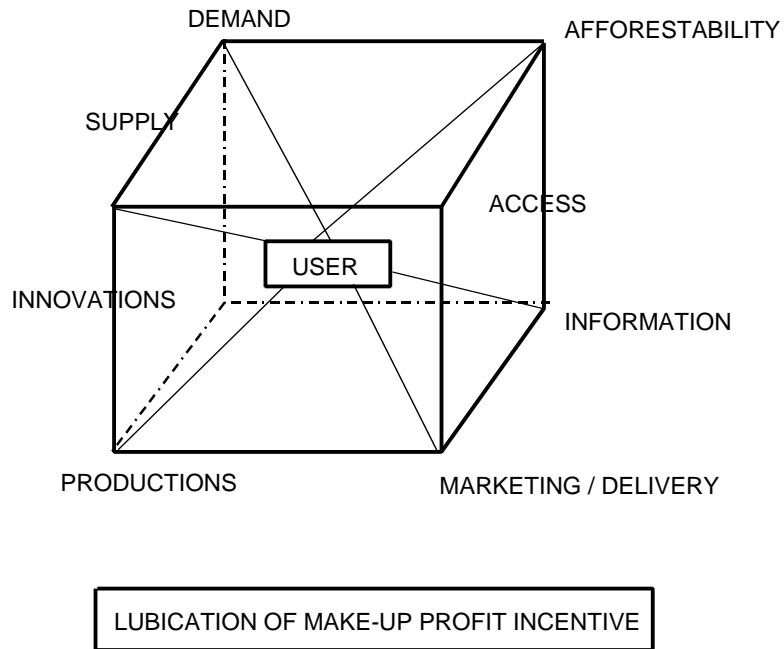 DEMAND
AFFORESTABILITY
SUPPLY
ACCESS
USER
INNOVATIONS
INFORMATION
PRODUCTIONS
MARKETING / DELIVERY
LUBICATION OF MAKE-UP PROFIT INCENTIVE